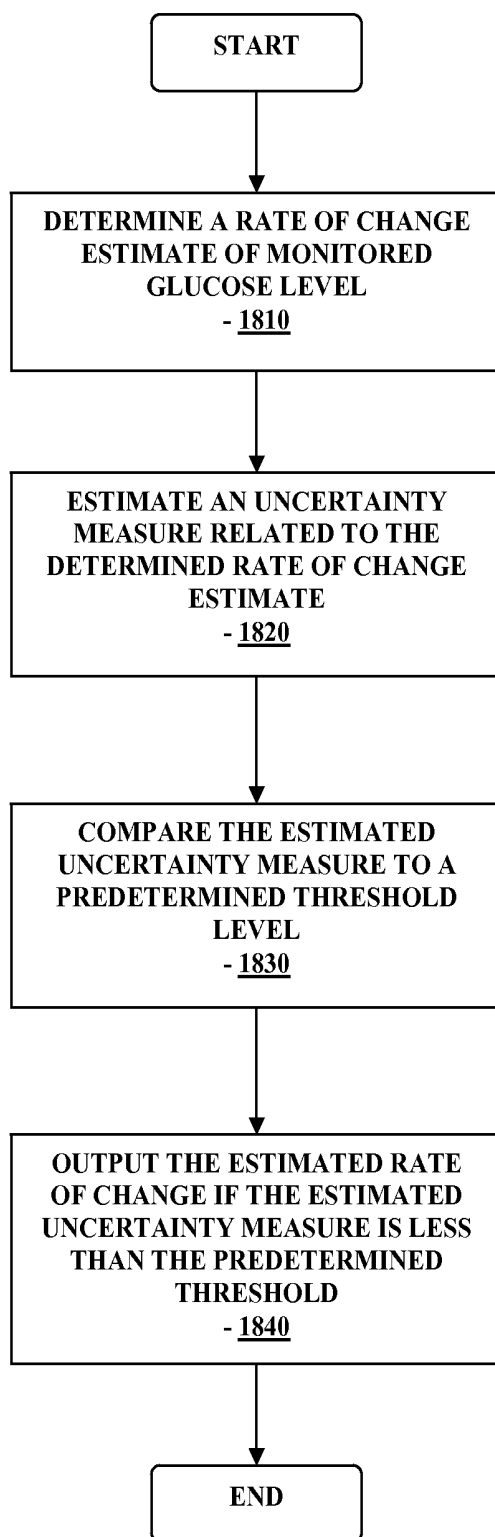 START
DETERMINE A RATE OF CHANGE
ESTIMATE OF MONITORED
GLUCOSE LEVEL
- 1810
ESTIMATE AN UNCERTAINTY
MEASURE RELATED TO THE
DETERMINED RATE OF CHANGE
ESTIMATE
- 1820
COMPARE THE ESTIMATED
UNCERTAINTY MEASURE TO A
PREDETERMINED THRESHOLD
LEVEL
- 1830
OUTPUT THE ESTIMATED RATE
OF CHANGE IF THE ESTIMATED
UNCERTAINTY MEASURE IS LESS
THAN THE PREDETERMINED
THRESHOLD
- 1840
END